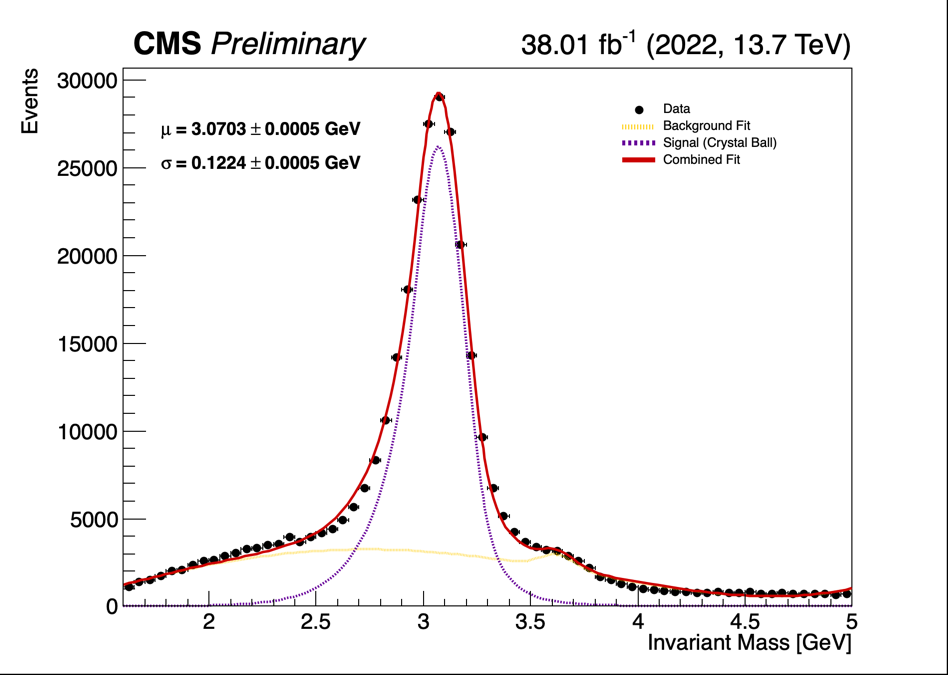 CMS Preliminary
38.01 fb⁻¹ (2022, 13.7 TeV)
Events
30000
25000
20000
15000
10000
5000
0
μ = 3.0703 ± 0.0005 GeV
σ = 0.1224 ± 0.0005 GeV
Data
Background Fit
Signal (Crystal Ball)
Combined Fit
2 2.5 3 3.5 4 4.5 5
Invariant Mass [GeV]